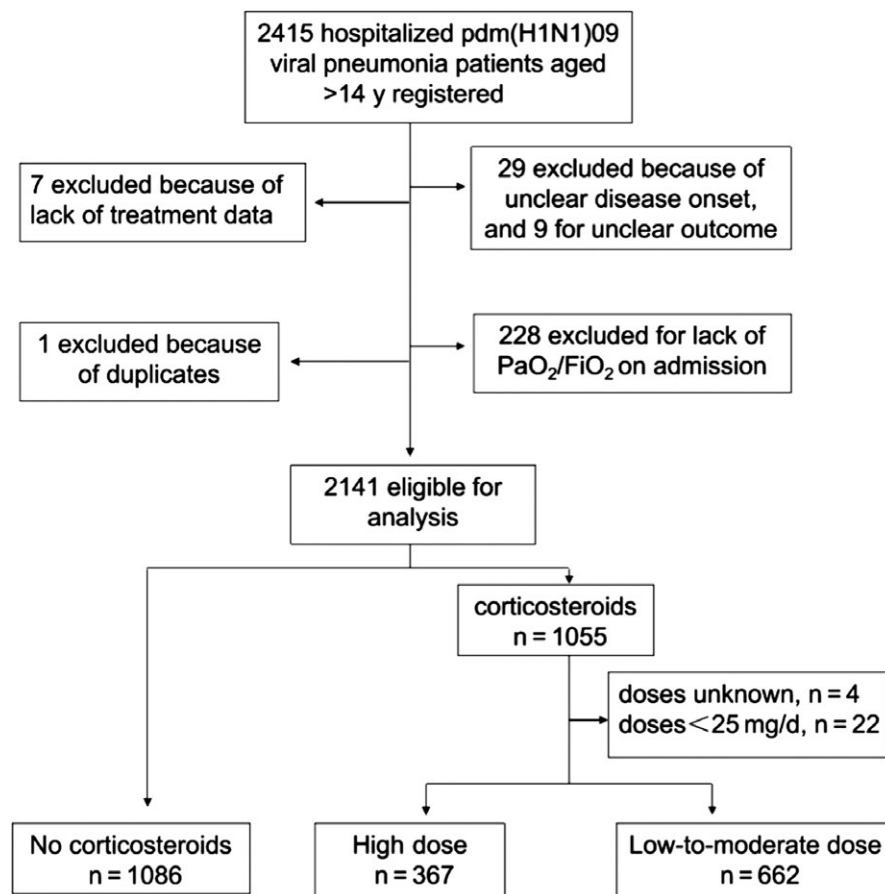 2415 hospitalized pdm(H1N1)09
viral pneumonia patients aged
>14 y registered
7 excluded because of
lack of treatment data
29 excluded because of
unclear disease onset,
and 9 for unclear outcome
1 excluded because
of duplicates
228 excluded for lack of
PaO₂/FiO₂ on admission
2141 eligible for
analysis
corticosteroids
n = 1055
doses unknown, n = 4
doses<25 mg/d, n = 22
No corticosteroids
n = 1086
High dose
n = 367
Low-to-moderate dose
n = 662